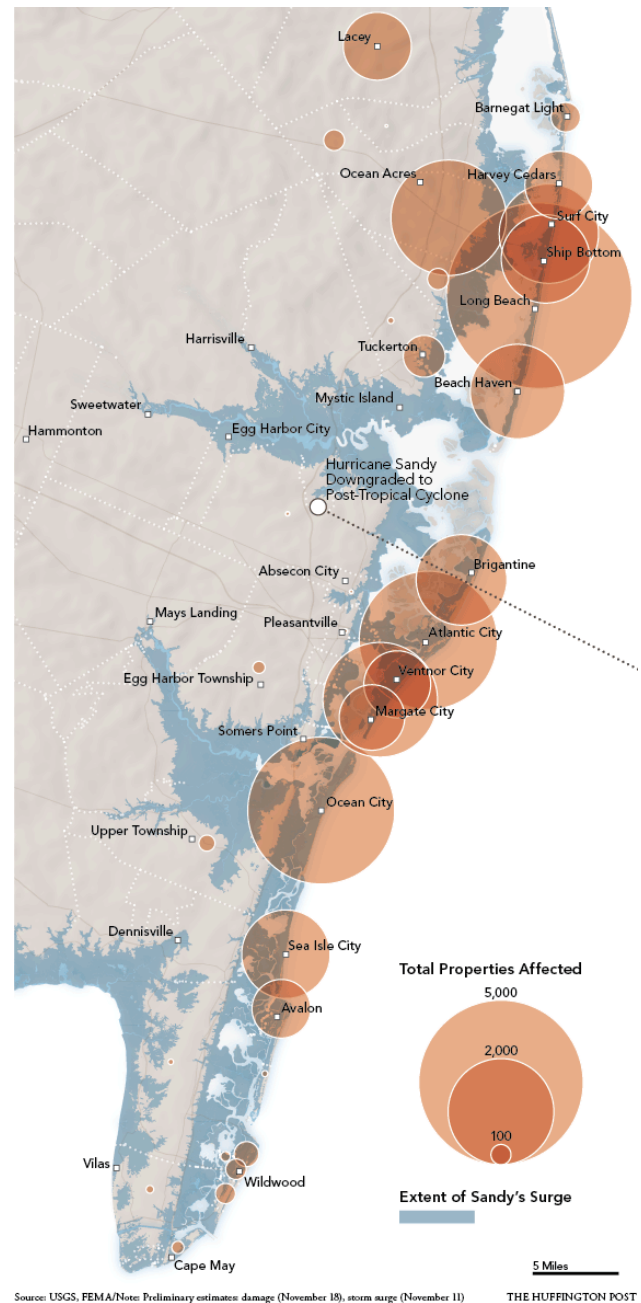 Lacey
Barnegat Light
Ocean Acres
Harvey Cedars
Surf City
Ship Bottom
Long Beach
Harrisville
Tuckerton
Beach Haven
Sweetwater
Mystic Island
Hammonton
Egg Harbor City
Hurricane Sandy
Downgraded to
Post-Tropical Cyclone
Brigantine
Absecon City
Mays Landing
Pleasantville
Atlantic City
Ventnor City
Egg Harbor Township
Margate City
Somers Point
Ocean City
Upper Township
Dennisville
Sea Isle City
Avalon
Total Properties Affected
5,000
2,000
100
Vilas
Wildwood
Extent of Sandy's Surge
Cape May
5 Miles
Source: USGS, FEMA/Note: Preliminary estimates: damage (November 18), storm surge (November 11)
THE HUFFINGTON POST